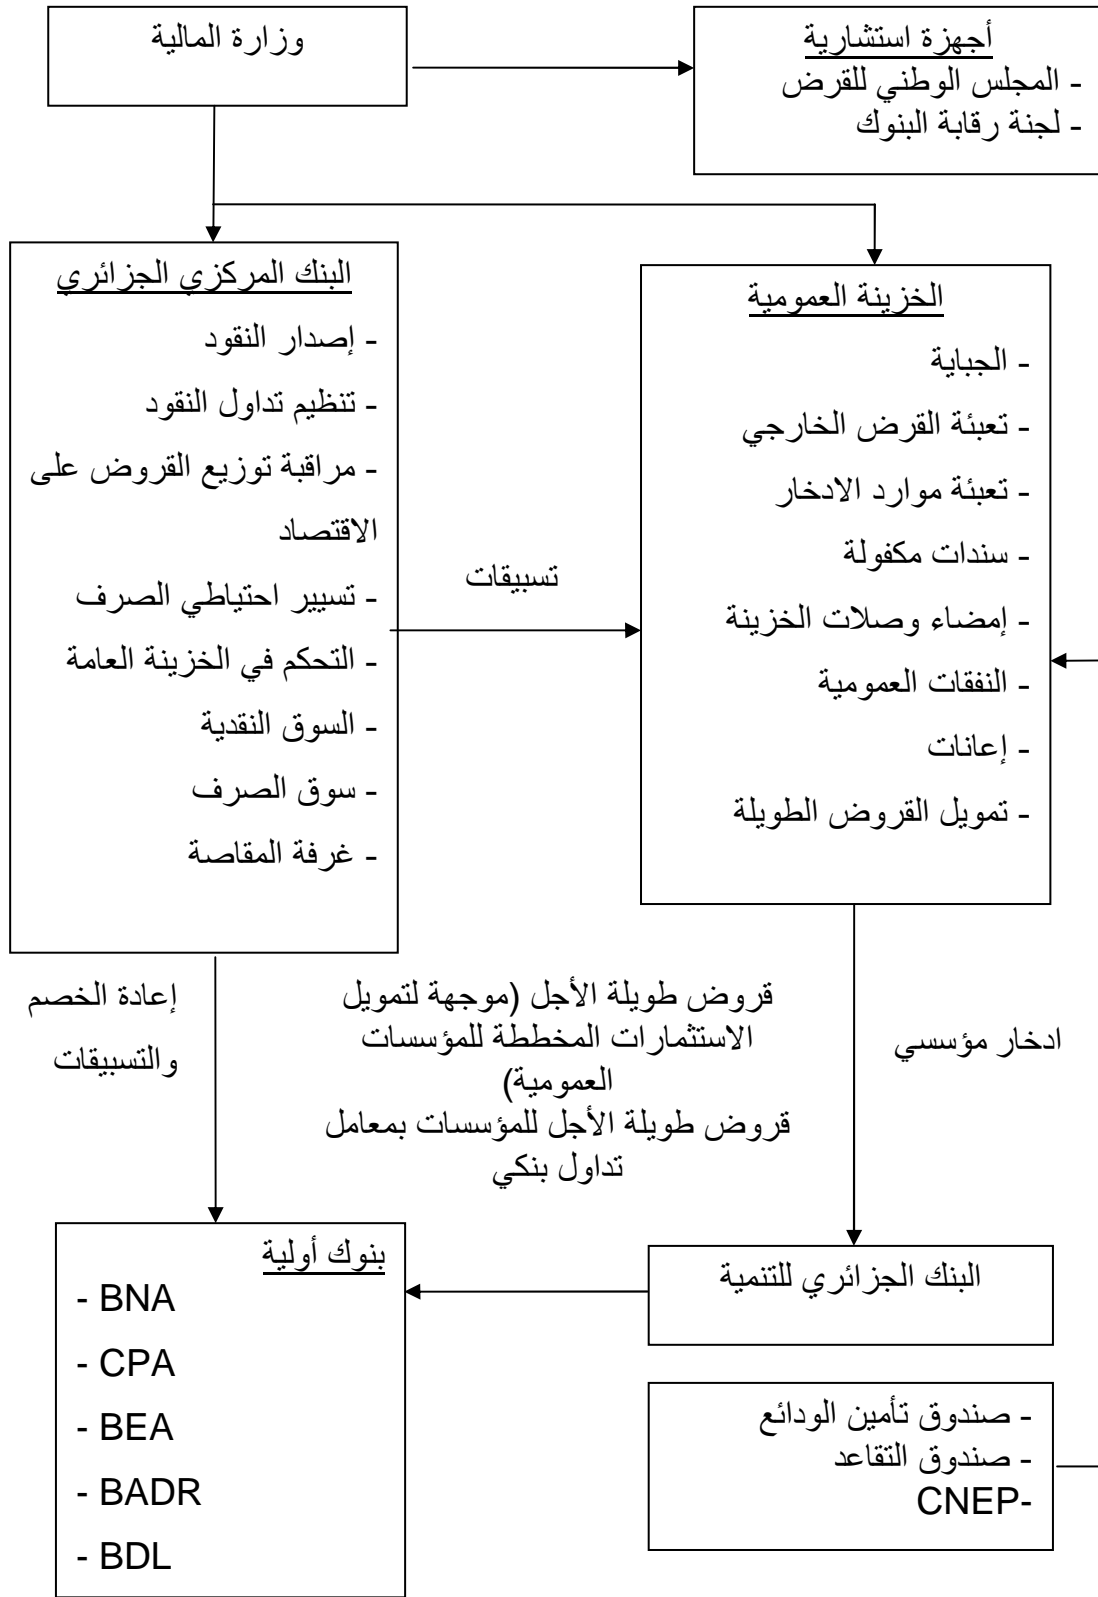 وزارة المالية
أجهزة استشارية
- المجلس الوطني للقرض
- لجنة رقابة البنوك
البنك المركزي الجزائري
- إصدار النقود
- تنظيم تداول النقود
- مراقبة توزيع القروض على
الاقتصاد
- تسيير احتياطي الصرف
- التحكم في الخزينة العامة
- السوق النقدية
- سوق الصرف
- غرفة المقاصة
تسبيقات
الخزينة العمومية
- الجباية
- تعبئة القرض الخارجي
- تعبئة موارد الادخار
- سندات مكفولة
- إمضاء وصلات الخزينة
- النفقات العمومية
- إعانات
- تمويل القروض الطويلة
إعادة الخصم
والتسبيقات
قروض طويلة الأجل (موجهة لتمويل
الاستثمارات المخططة للمؤسسات
العمومية)
قروض طويلة الأجل للمؤسسات بمعامل
تداول بنكي
ادخار مؤسسي
بنوك أولية
- BNA
- CPA
- BEA
- BADR
- BDL
البنك الجزائري للتنمية
- صندوق تأمين الودائع
- صندوق التقاعد
CNEP-